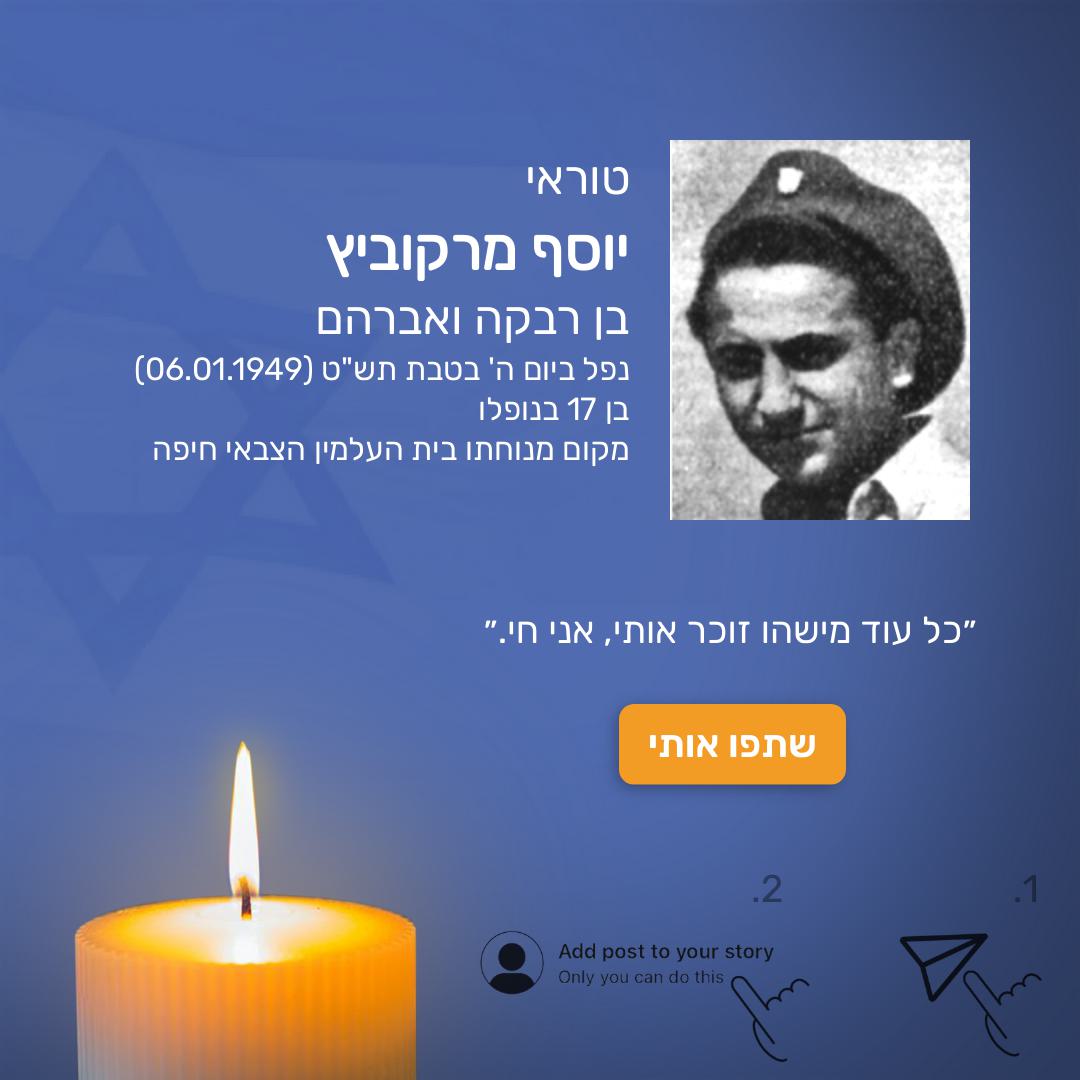 טוראי
יוסף מרקוביץ
בן רבקה ואברהם
נפל ביום ה' בטבת תש"ט (06.01.1949)
בן 17 בנופלו
מקום מנוחתו בית העלמין הצבאי חיפה
״כל עוד מישהו זוכר אותי, אני חי.״
שתפו אותי
1.
2.
Add post to your story
Only you can do this